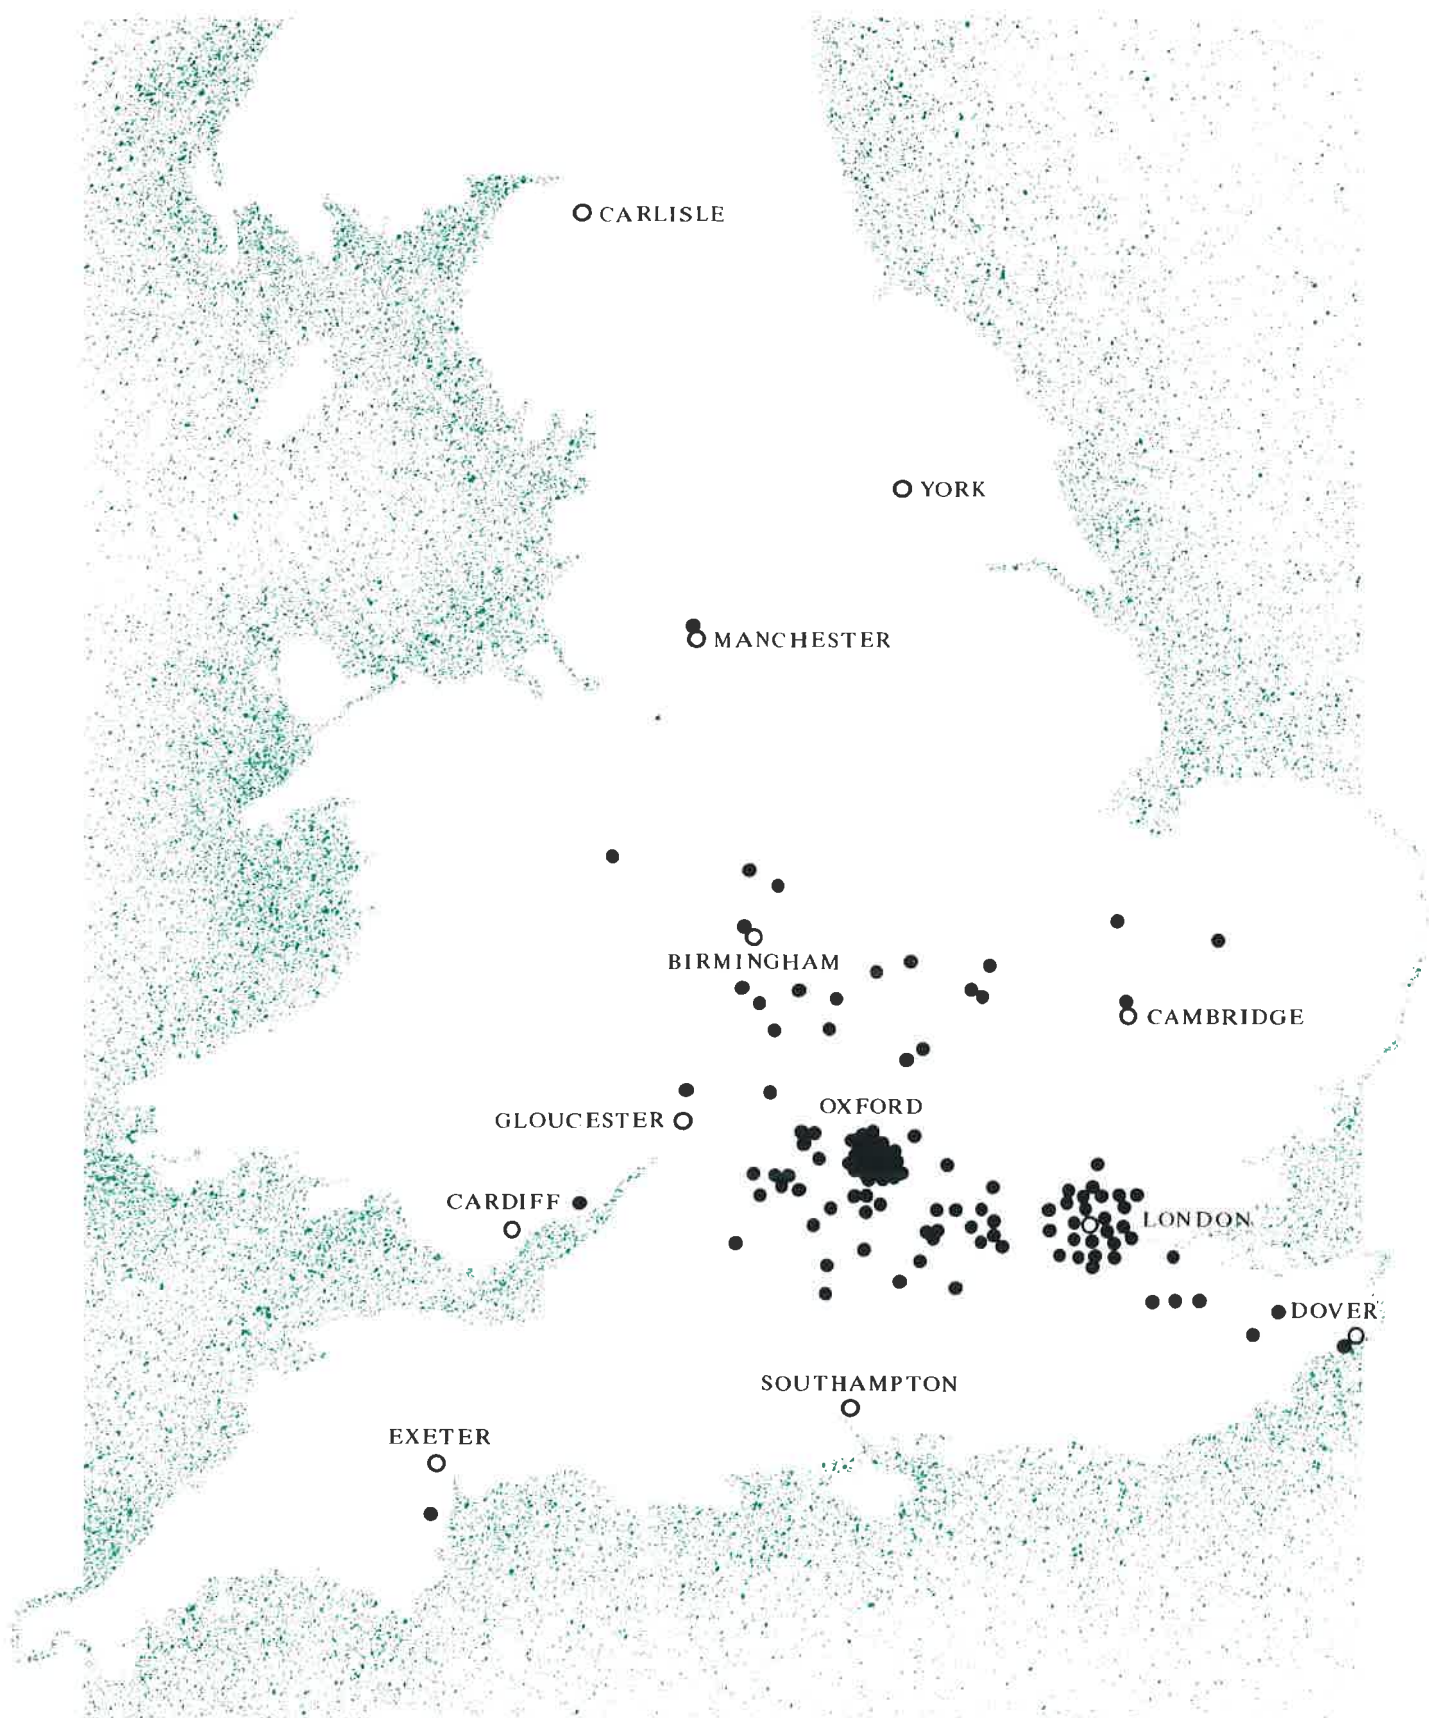 CARLISLE
YORK
MANCHESTER
BIRMINGHAM
CAMBRIDGE
OXFORD
GLOUCESTER
CARDIFF
LONDON
DOVER
SOUTHAMPTON
EXETER